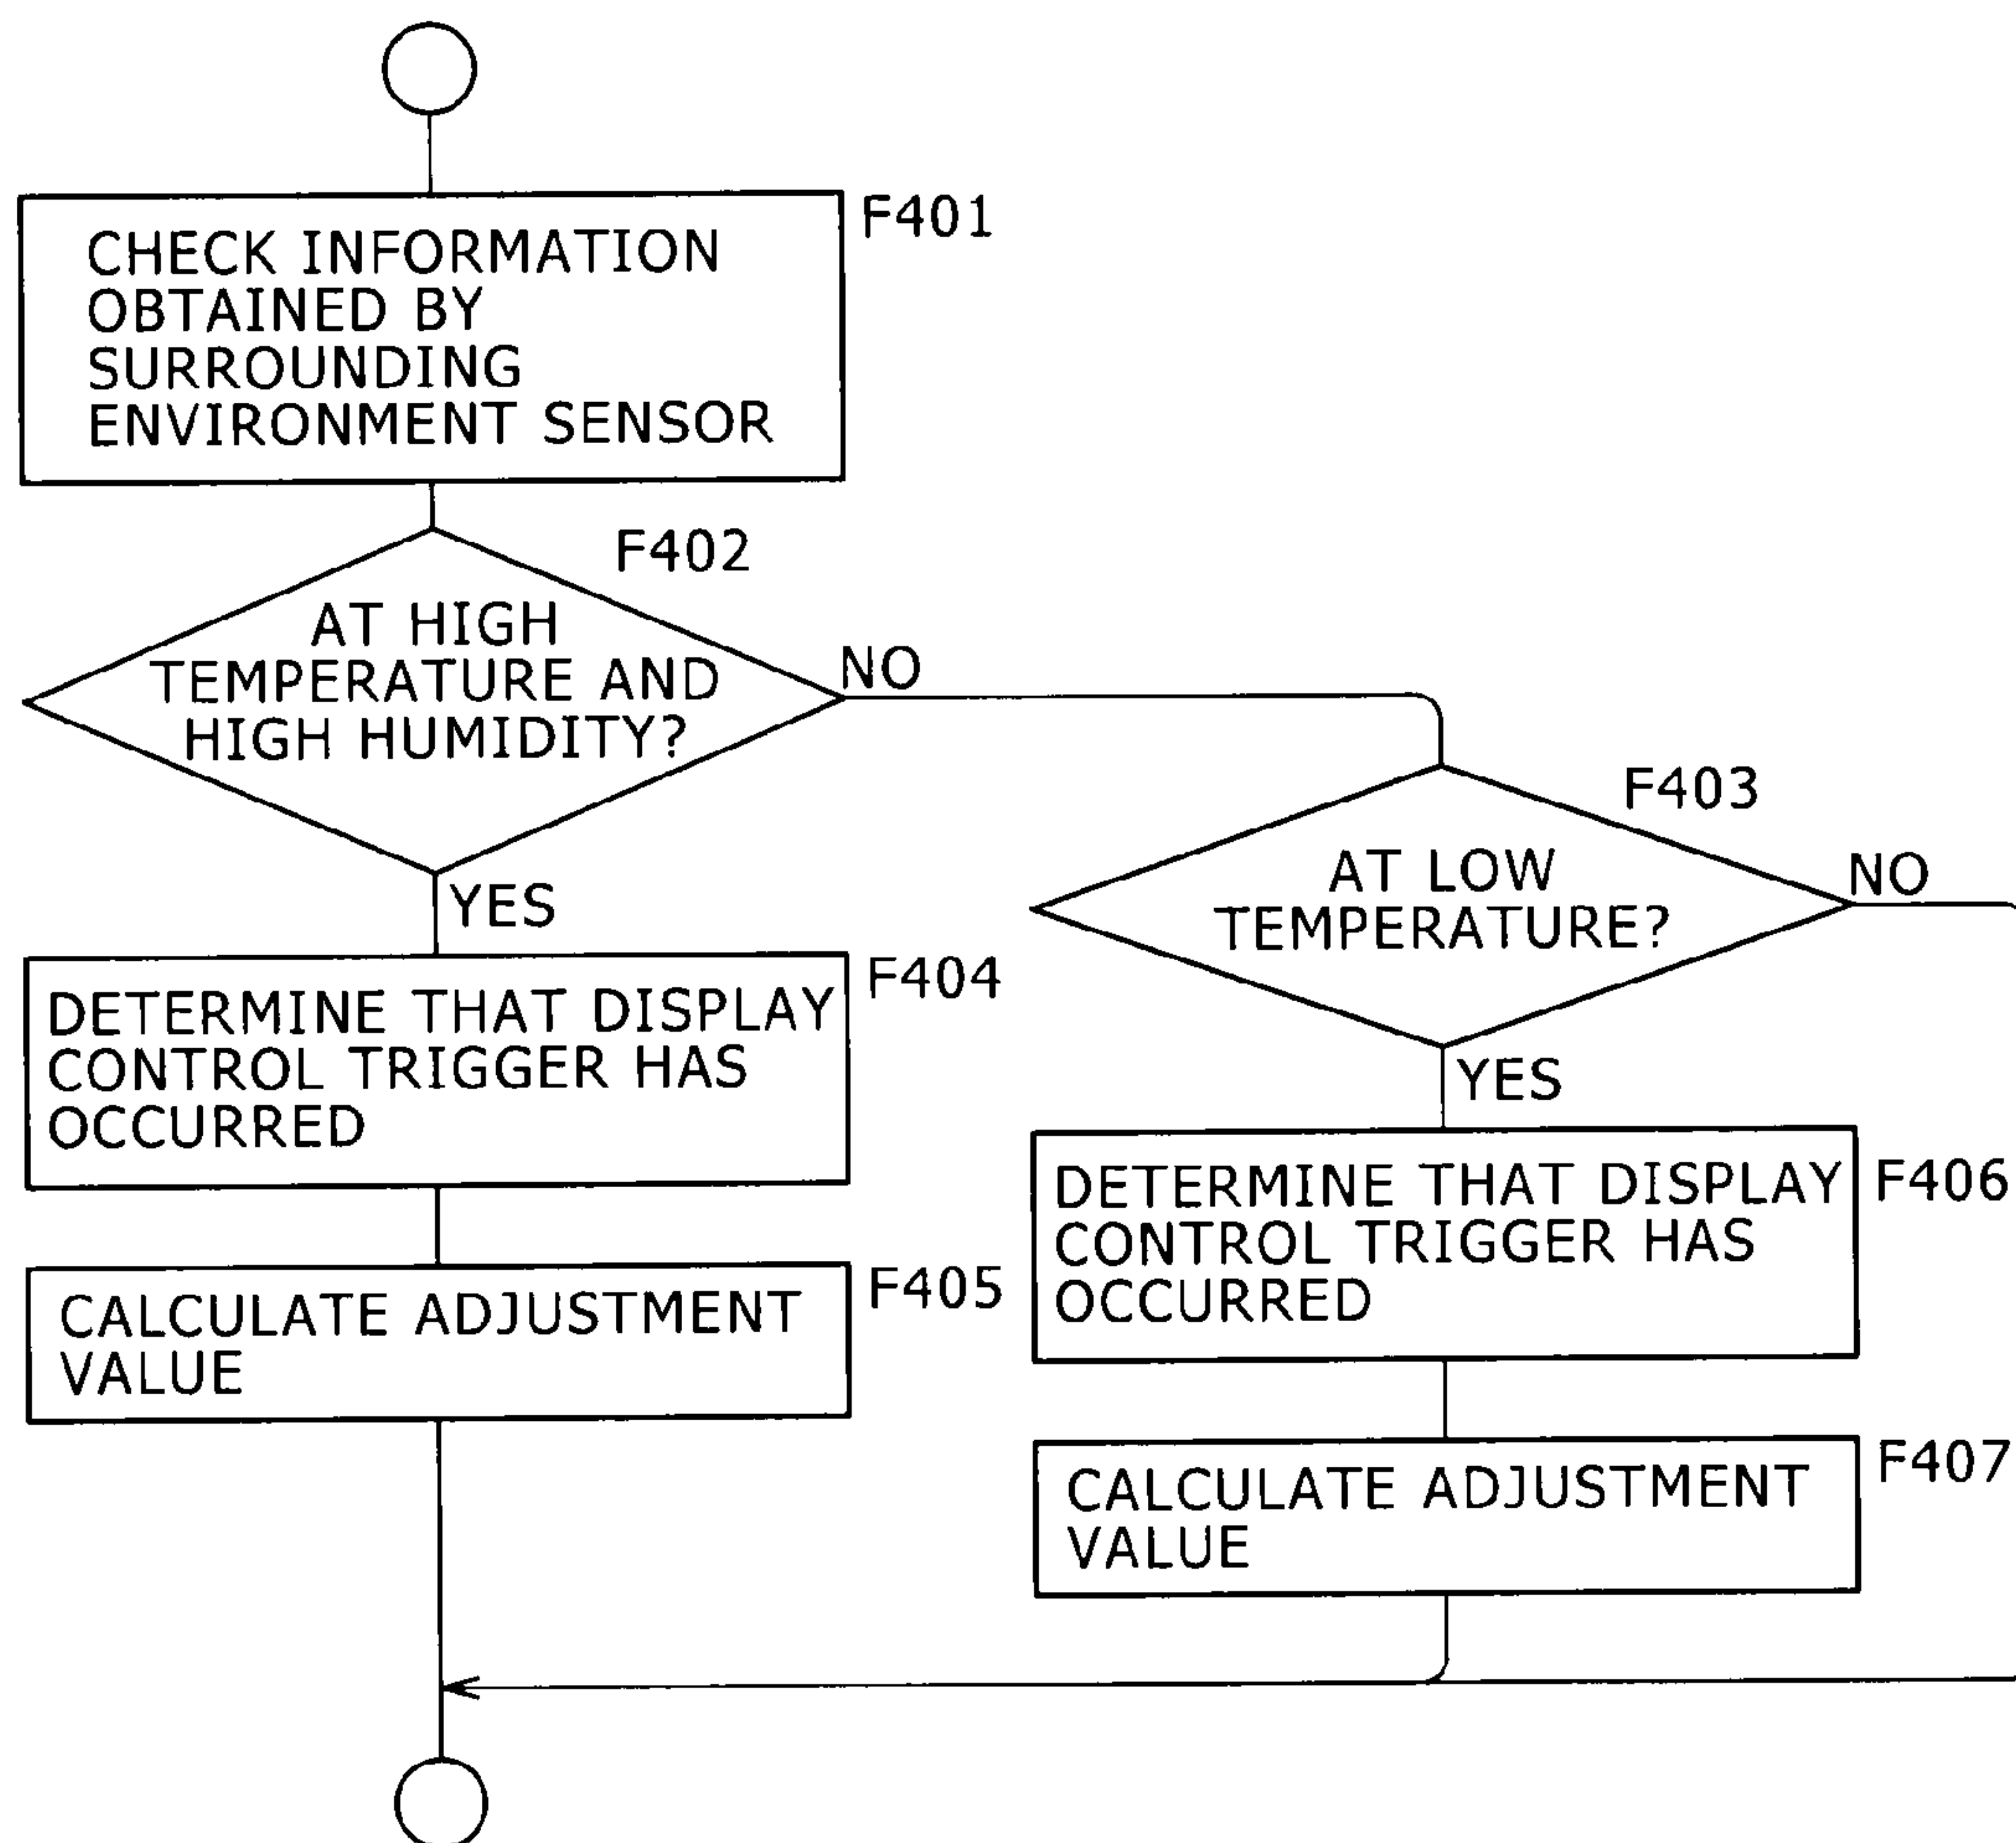 F401
CHECK INFORMATION
OBTAINED BY
SURROUNDING
ENVIRONMENT SENSOR
F402
AT HIGH
TEMPERATURE AND
HIGH HUMIDITY?
NO
YES
F403
AT LOW
TEMPERATURE?
NO
YES
F404
DETERMINE THAT DISPLAY
CONTROL TRIGGER HAS
OCCURRED
F405
CALCULATE ADJUSTMENT
VALUE
F406
DETERMINE THAT DISPLAY
CONTROL TRIGGER HAS
OCCURRED
F407
CALCULATE ADJUSTMENT
VALUE